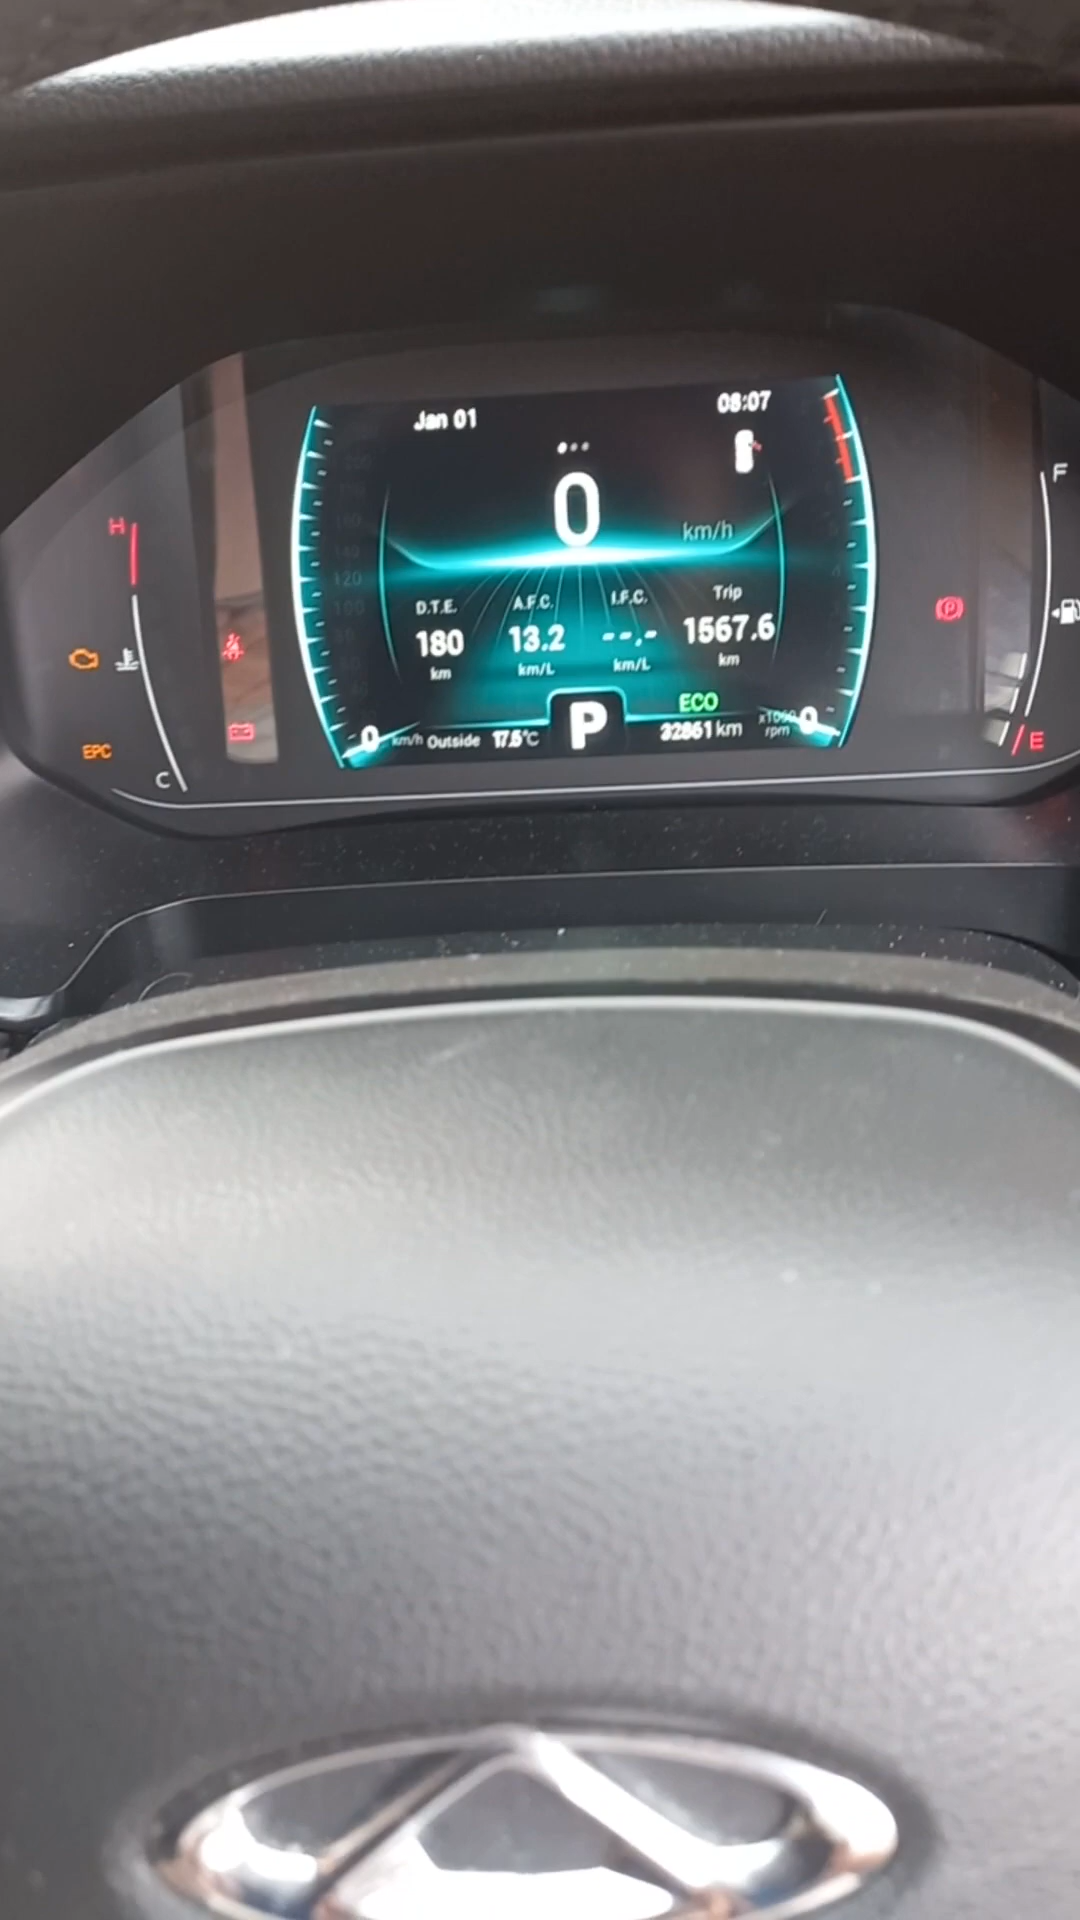 Jan 01
08:07
0
km/h
H
F
120
D.T.E.
A.F.C.
I.F.C.
Trip
180
13.2
--.-
1567.6
km
km/L
km/L
km
P
ECO
EPC
C
0
km/h Outside 17.5°C
32861 km
x1000
rpm
0
E